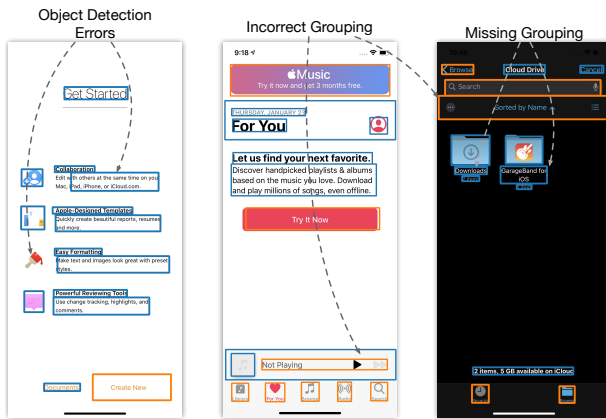 Object Detection
Errors
Incorrect Grouping
Missing Grouping
Get Started
Collaboration
Edit with others at the same time on you
Mac, iPad, iPhone, or iCloud.com.
Apple-Designed Templates
Quickly create beautiful reports, resumes
and more.
Easy Formatting
Make text and images look great with preset
styles.
Powerful Reviewing Tools
Use change tracking, highlights, and
comments.
Documents
Create New
9:18
Music
Try it now and get 3 months free.
THURSDAY, JANUARY 23
For You
Let us find your next favorite.
Discover handpicked playlists & albums
based on the music you love. Download
and play millions of songs, even offline.
Try It Now
Not Playing
Library
For You
Browse
Radio
Search
Browse
iCloud Drive
Cancel
Search
Sorted by Name
Downloads
GarageBand for
iOS
2 items, 5 GB available on iCloud